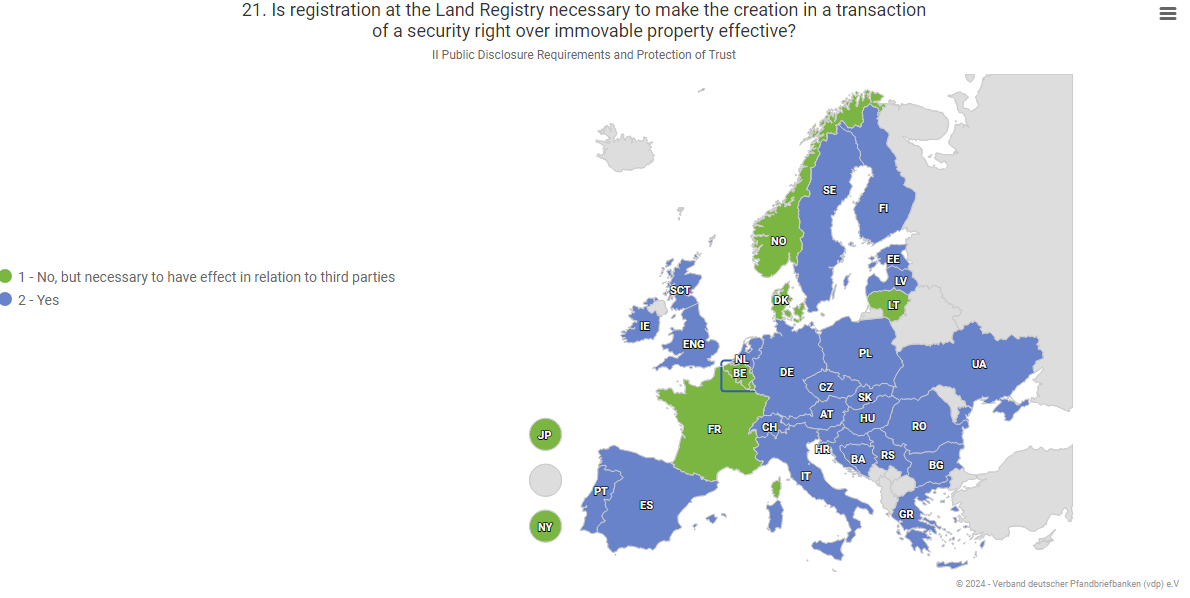 21. Is registration at the Land Registry necessary to make the creation in a transaction
of a security right over immovable property effective?
II Public Disclosure Requirements and Protection of Trust
1 - No, but necessary to have effect in relation to third parties
2 - Yes
SE
FI
NO
EE
LV
LT
DK
SCT
IE
ENG
NL
BE
DE
PL
UA
CZ
SK
AT
HU
RO
CH
FR
HR
BA
RS
BG
IT
PT
ES
GR
JP
NY
© 2024 - Verband deutscher Pfandbriefbanken (vdp) e.V